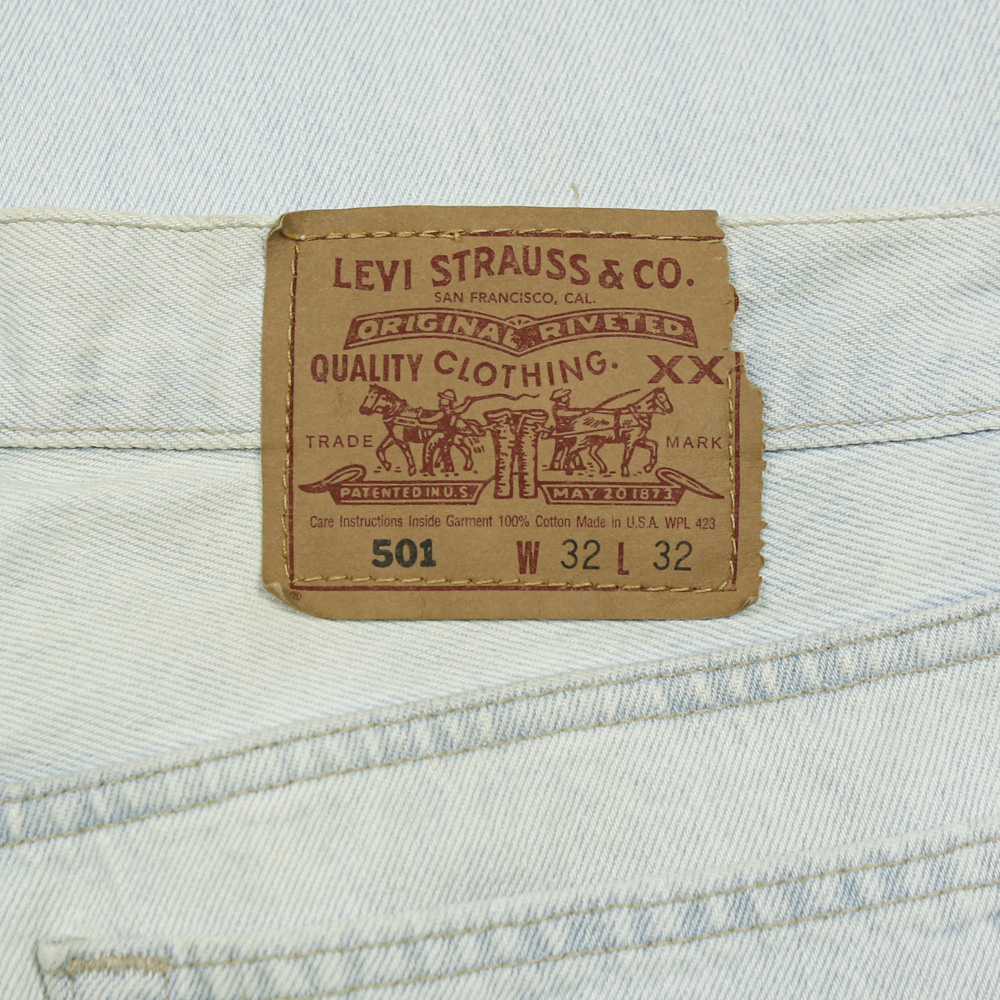 LEVI STRAUSS & CO.
SAN FRANCISCO, CAL.
ORIGINAL RIVETED
QUALITY CLOTHING. XX
TRADE MARK
PATENTED IN U.S. MAY 20 1873
Care Instructions Inside Garment 100% Cotton Made in U.S.A. WPL 423
501 W 32 L 32
®